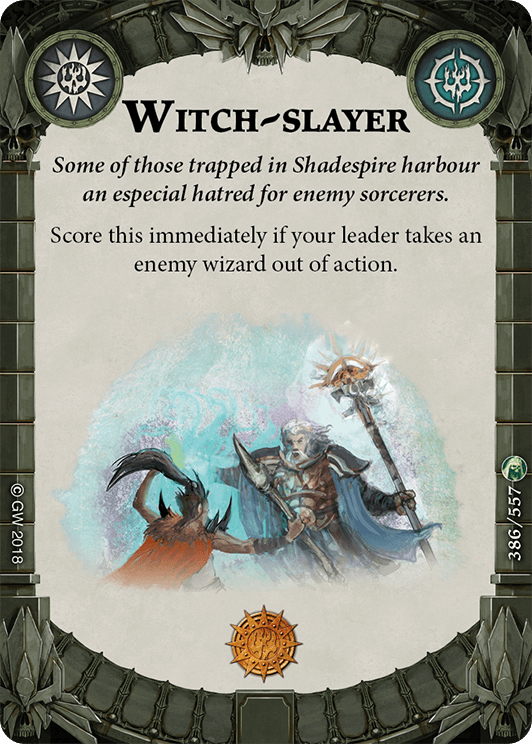 Witch~slayer
Some of those trapped in Shadespire harbour
an especial hatred for enemy sorcerers.
Score this immediately if your leader takes an
enemy wizard out of action.
© GW 2018
386/557